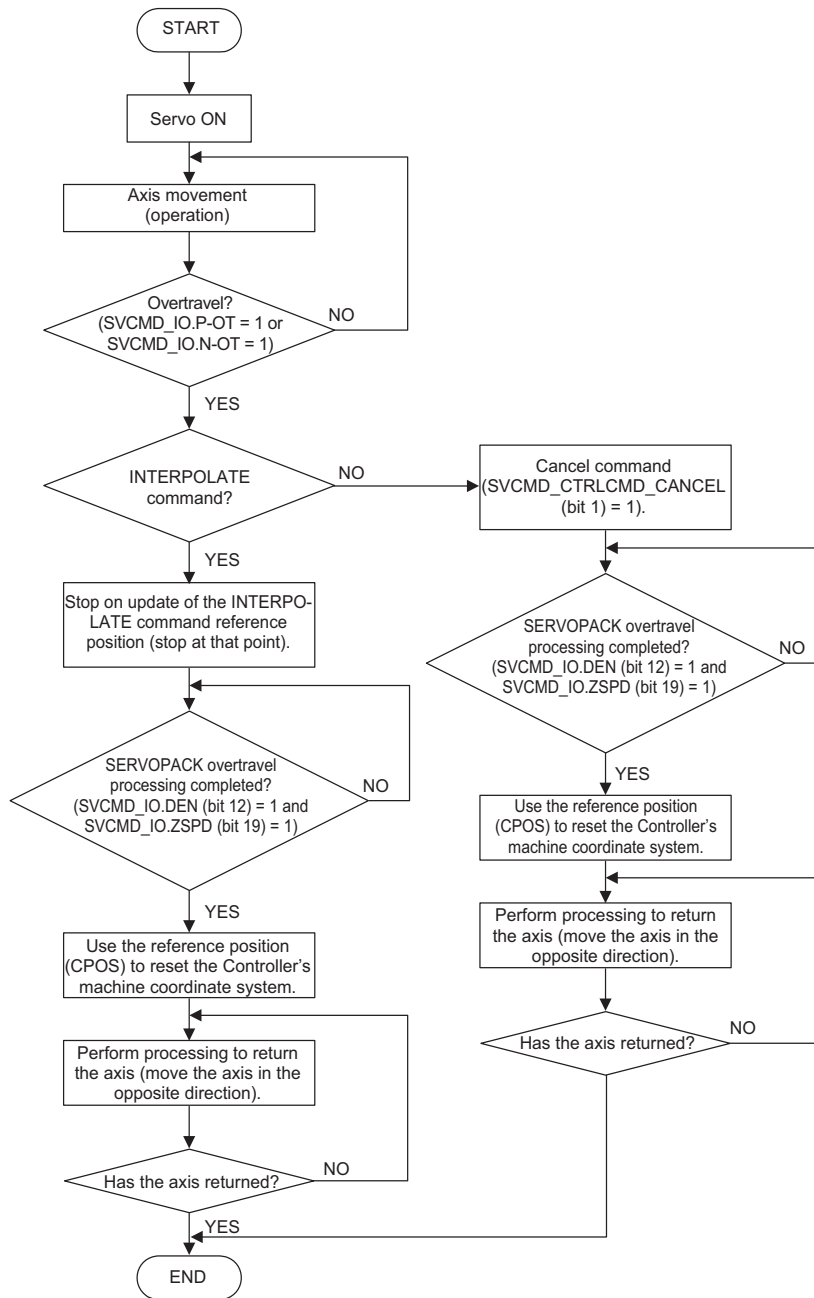 START
Servo ON
Axis movement
(operation)
Overtravel?
(SVCMD_IO.P-OT = 1 or
SVCMD_IO.N-OT = 1)
NO
YES
INTERPOLATE
command?
NO
YES
Stop on update of the INTERPO-
LATE command reference
position (stop at that point).
SERVOPACK overtravel
processing completed?
(SVCMD_IO.DEN (bit 12) = 1 and
SVCMD_IO.ZSPD (bit 19) = 1)
NO
YES
Use the reference position
(CPOS) to reset the Controller's
machine coordinate system.
Perform processing to return
the axis (move the axis in the
opposite direction).
Has the axis returned?
NO
YES
END
Cancel command
(SVCMD_CTRLCMD_CANCEL
(bit 1) = 1).
SERVOPACK overtravel
processing completed?
(SVCMD_IO.DEN (bit 12) = 1 and
SVCMD_IO.ZSPD (bit 19) = 1)
NO
YES
Use the reference position
(CPOS) to reset the Controller's
machine coordinate system.
Perform processing to return
the axis (move the axis in the
opposite direction).
Has the axis returned?
NO